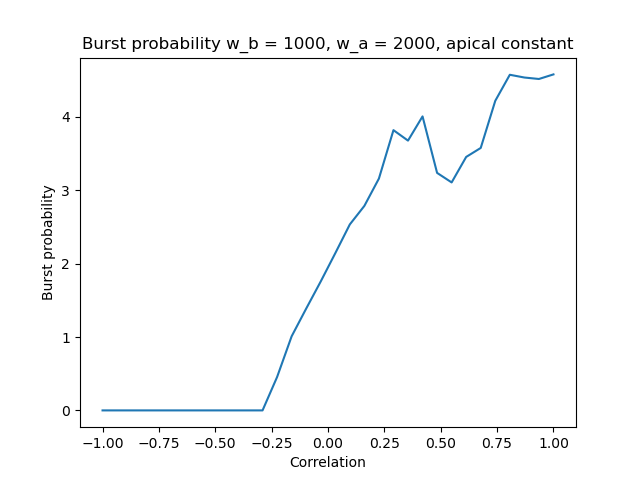 Burst probability w_b = 1000, w_a = 2000, apical constant
4
3
2
1
0
Burst probability
−1.00 −0.75 −0.50 −0.25 0.00 0.25 0.50 0.75 1.00
Correlation